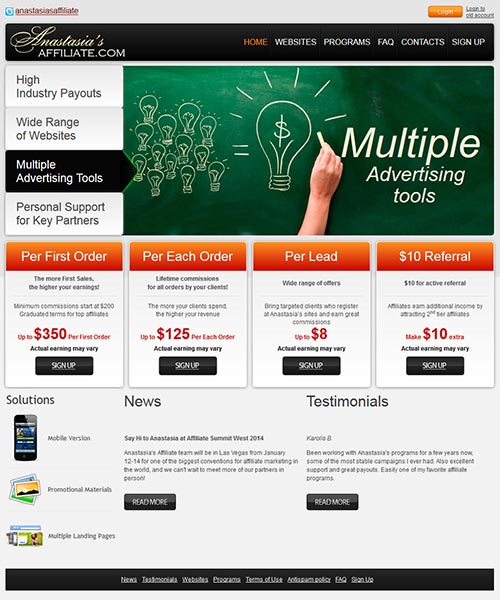 anastasiasaffiliate
Login
Login to
old account
Anastasia's
AFFILIATE.COM
HOME WEBSITES PROGRAMS FAQ CONTACTS SIGN UP
High
Industry Payouts
Wide Range
of Websites
Multiple
Advertising Tools
Personal Support
for Key Partners
$
Multiple
Advertising
tools
Per First Order
The more First Sales,
the higher your earnings!
Minimum commissions start at $200
Graduated terms for top affiliates
Up to $350 Per First Order
Actual earning may vary
SIGN UP
Per Each Order
Lifetime commissions
for all orders by your clients!
The more your clients spend,
the higher your revenue
Up to $125 Per Each Order
Actual earning may vary
SIGN UP
Per Lead
Wide range of offers
Bring targeted clients who register
at Anastasia's sites and earn great
commissions
Up to $8
Actual earning may vary
SIGN UP
$10 Referral
$10 for active referral
Affiliates earn additional income by
attracting 2nd tier affiliates
Make $10 extra
Actual earning may vary
SIGN UP
Solutions
Mobile Version
Promotional Materials
Multiple Landing Pages
News
Say Hi to Anastasia at Affiliate Summit West 2014
Anastasia's Affiliate team will be in Las Vegas from January
12-14 for one of the biggest conventions for affiliate marketing in
the world, and we can't wait to meet more of our partners in
person!
READ MORE
Testimonials
Karolla B.
Been working with Anastasia's programs for a few years now,
some of the most stable campaigns I ever had. Also excellent
support and great payouts. Easily one of my favorite affiliate
programs.
READ MORE
News Testimonials Websites Programs Terms of Use Antispam policy FAQ Sign Up